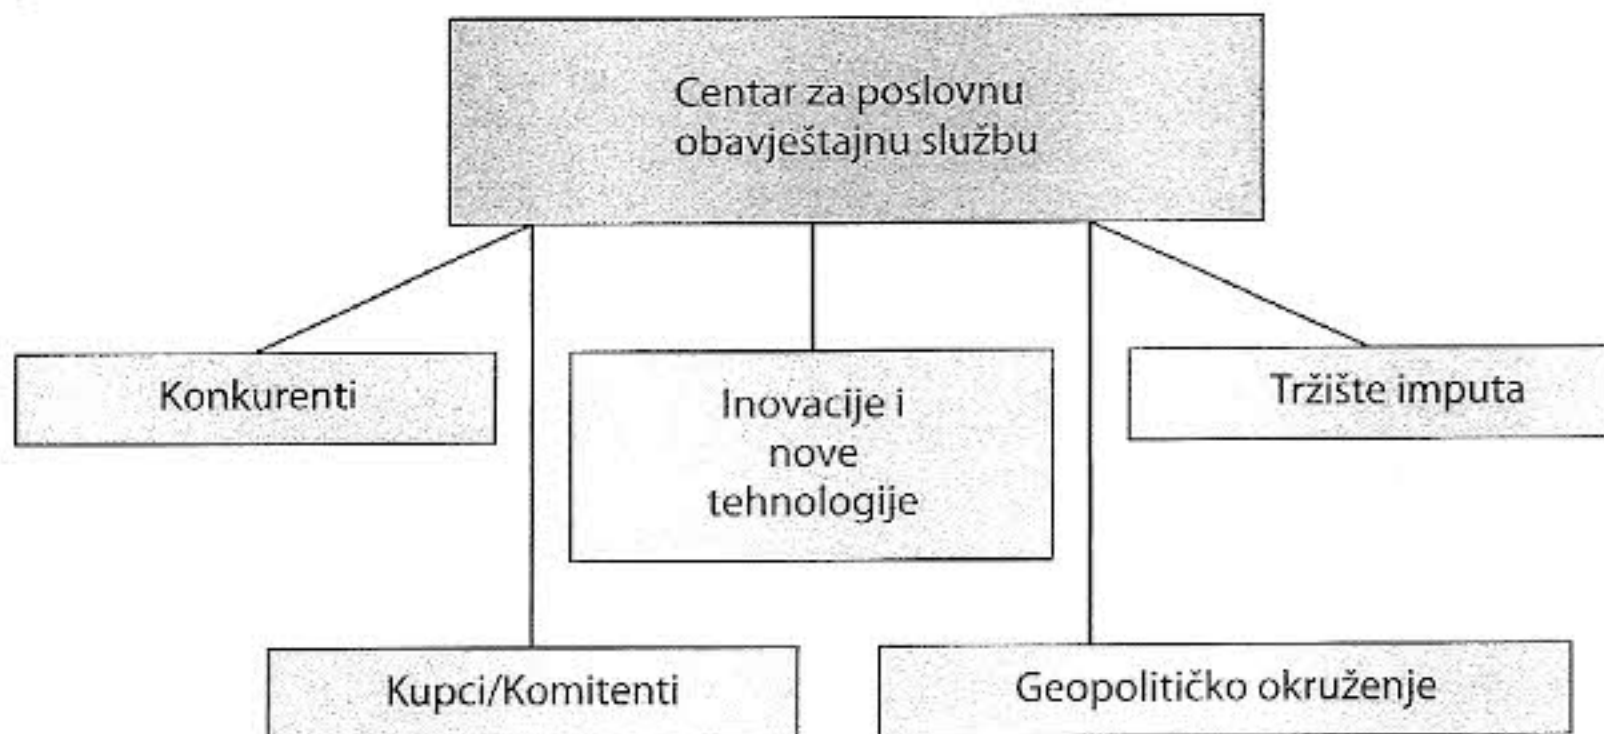 Centar za poslovnu
obavještajnu službu
Konkurenti
Inovacije i
nove
tehnologije
Tržište imputa
Kupci/Komitenti
Geopolitičko okruženje